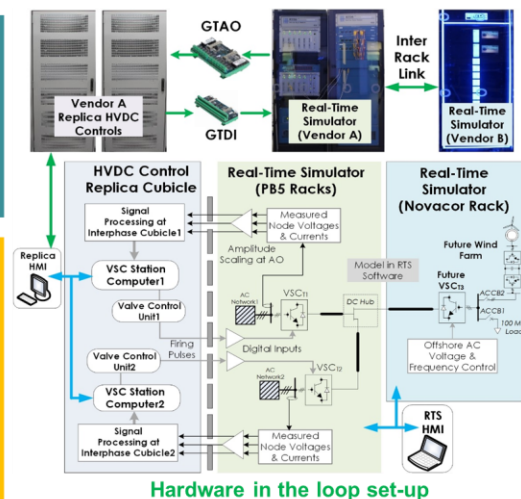 GTAO
GTDI
Inter
Rack
Link
Vendor A
Replica HVDC
Controls
Real-Time
Simulator
(Vendor A)
Real-Time
Simulator
(Vendor B)
HVDC Control
Replica Cubicle
Real-Time Simulator
(PB5 Racks)
Real-Time
Simulator
(Novacor Rack)
Signal
Processing at
Interphase Cubicle1
Measured
Node Voltages
& Currents
Amplitude
Scaling at AO
Replica
HMI
VSC Station
Computer1
Valve Control
Unit1
Firing
Pulses
Digital Inputs
Valve Control
Unit2
VSC Station
Computer2
Signal
Processing at
Interphase Cubicle2
AC
Network1
VSCT1
DC Hub
Model in RTS
Software
AC
Network2
VSCT2
Measured
Node Voltages
& Currents
Future Wind
Farm
Future
VSCT3
ACCB2
ACCB1
Offshore AC
Voltage &
Frequency Control
RTS
HMI
Hardware in the loop set-up